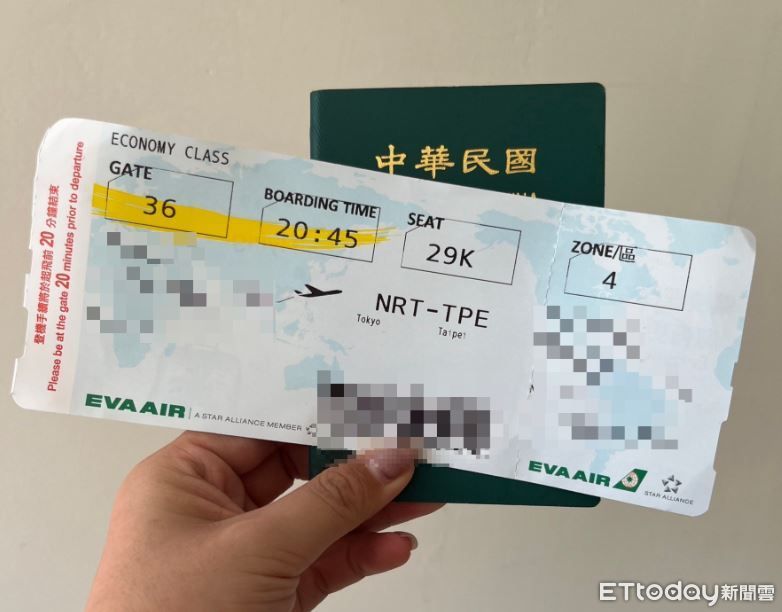 中華民國
ECONOMY CLASS
GATE
36
BOARDING TIME
20:45
SEAT
29K
ZONE/區
4
登機手續將於起飛前 20 分鐘結束
Please be at the gate 20 minutes prior to departure
NRT-TPE
Tokyo
Taipei
EVA AIR
A STAR ALLIANCE MEMBER
EVA AIR
STAR ALLIANCE
ETtoday新聞雲